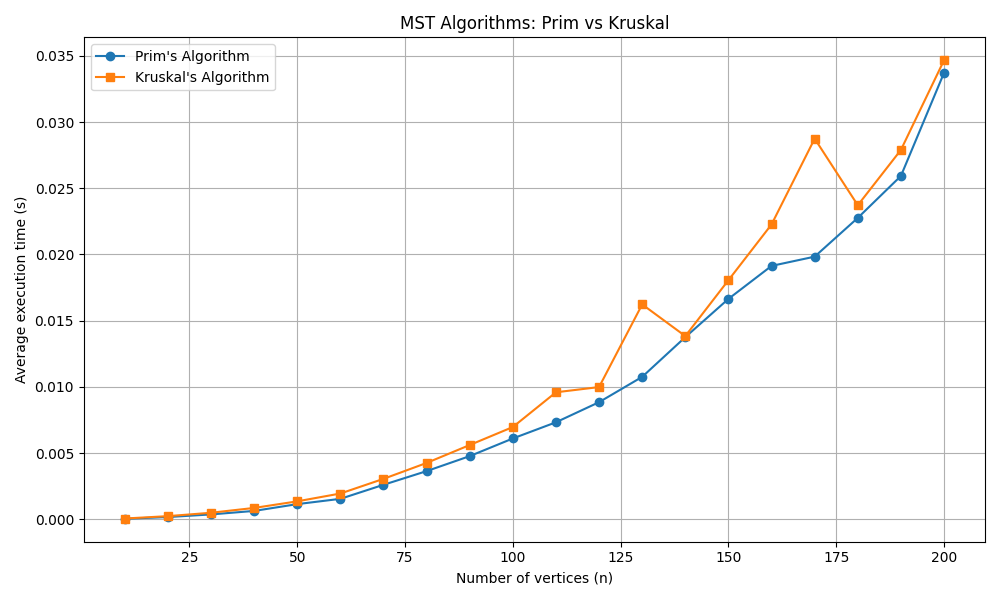 MST Algorithms: Prim vs Kruskal
Prim's Algorithm
Kruskal's Algorithm
Average execution time (s)
0.035
0.030
0.025
0.020
0.015
0.010
0.005
0.000
25 50 75 100 125 150 175 200
Number of vertices (n)